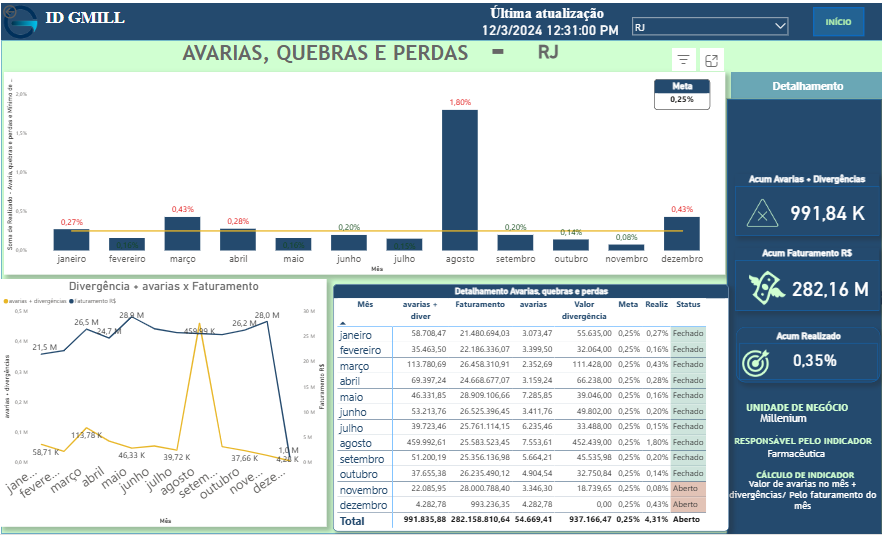 ID GMILL
Última atualização
12/3/2024 12:31:00 PM
RJ
INÍCIO
AVARIAS, QUEBRAS E PERDAS - RJ
Meta
0,25%
Soma de Realizado - Avaria, quebras e perdas e Mínimo de ...
2,0%
1,5%
1,0%
0,5%
0,0%
0,27% 0,16% 0,43% 0,28% 0,16% 0,20% 0,15% 1,80% 0,20% 0,14% 0,08% 0,43%
janeiro fevereiro março abril maio junho julho agosto setembro outubro novembro dezembro
Mês
Detalhamento
Acum Avarias + Divergências
991,84 K
Acum Faturamento R$
282,16 M
Acum Realizado
0,35%
UNIDADE DE NEGÓCIO
Millenium
RESPONSÁVEL PELO INDICADOR
Farmacêutica
CÁLCULO DE INDICADOR
Valor de avarias no mês +
divergências/ Pelo faturamento do
mês
Divergência + avarias x Faturamento
avarias + divergências Faturamento R$
avarias + divergências
0,5 M
0,4 M
0,3 M
0,2 M
0,1 M
0,0 M
21,5 M 26,5 M 24,7 M 28,9 M 459,99 K 26,2 M 28,0 M 1,0 M
58,71 K 113,78 K 46,33 K 39,72 K 37,66 K 4,28 K
30 M
25 M
20 M
15 M
10 M
5 M
0 M
Faturamento R$
jane... fevere... março abril maio junho julho agosto setem... outubro nove... deze...
Mês
Detalhamento Avarias, quebras e perdas
Mês avarias + diver Faturamento avarias Valor divergência Meta Realiz Status
janeiro 58.708,47 21.480.694,03 3.073,47 55.635,00 0,25% 0,27% Fechado
fevereiro 35.463,50 22.186.336,07 3.399,50 32.064,00 0,25% 0,16% Fechado
março 113.780,69 26.458.310,91 2.352,69 111.428,00 0,25% 0,43% Fechado
abril 69.397,24 24.668.677,07 3.159,24 66.238,00 0,25% 0,28% Fechado
maio 46.331,85 28.909.106,66 7.285,85 39.046,00 0,25% 0,16% Fechado
junho 53.213,76 26.525.396,45 3.411,76 49.802,00 0,25% 0,20% Fechado
julho 39.723,46 25.761.114,15 6.235,46 33.488,00 0,25% 0,15% Fechado
agosto 459.992,61 25.583.523,45 7.553,61 452.439,00 0,25% 1,80% Fechado
setembro 51.200,19 25.356.136,98 5.664,21 45.535,98 0,25% 0,20% Fechado
outubro 37.655,38 26.235.490,12 4.904,54 32.750,84 0,25% 0,14% Fechado
novembro 22.085,95 28.000.788,40 3.346,30 18.739,65 0,25% 0,08% Aberto
dezembro 4.282,78 993.236,35 4.282,78 0,00 0,25% 0,43% Aberto
Total 991.835,88 282.158.810,64 54.669,41 937.166,47 0,25% 4,31% Aberto